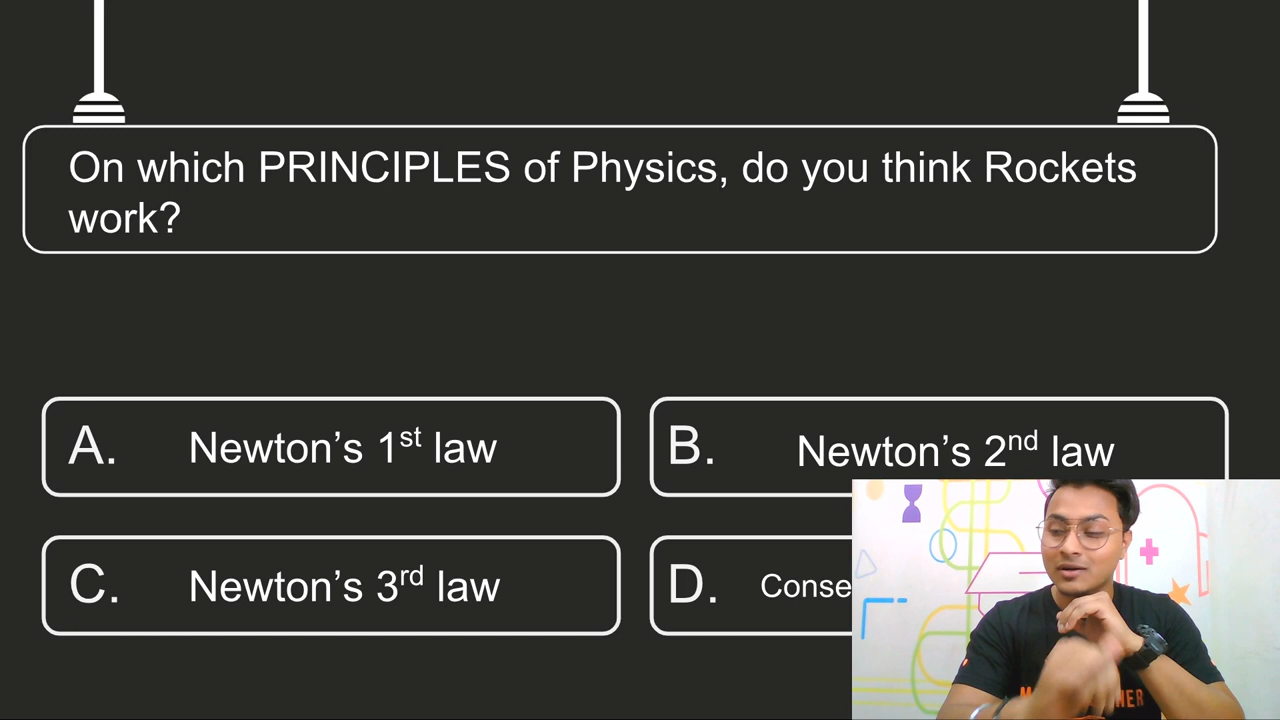 On which PRINCIPLES of Physics, do you think Rockets
work?
A. Newton’s 1st law
B. Newton’s 2nd law
C. Newton’s 3rd law
D.